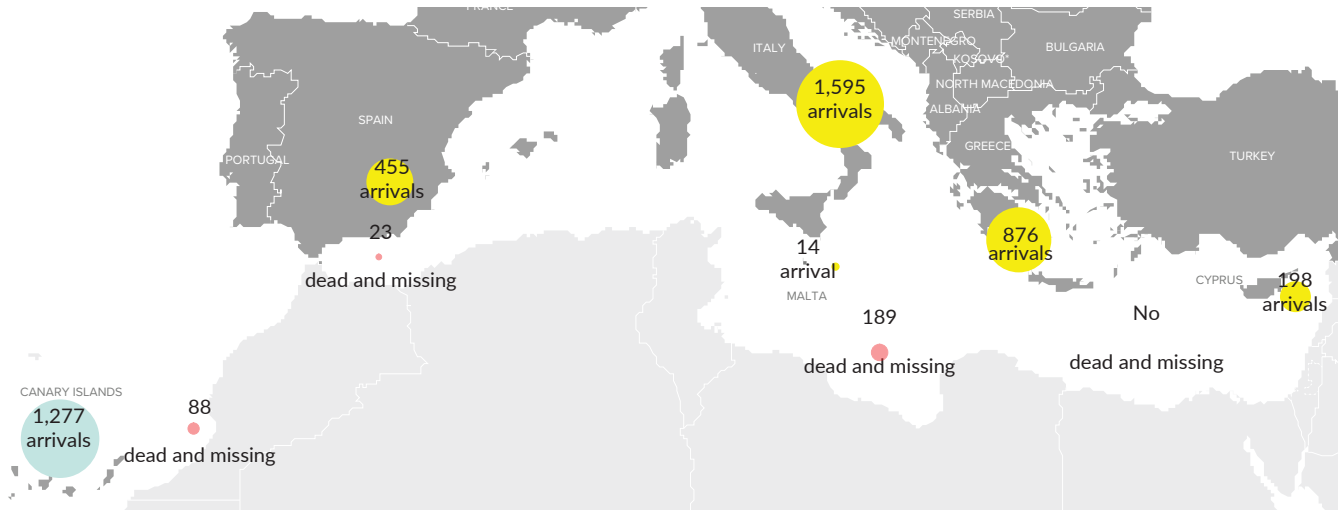 FRANCE
SERBIA
MONTENEGRO
ITALY
BULGARIA
KOSOVO*
NORTH MACEDONIA
1,595
arrivals
ALBANIA
SPAIN
GREECE
PORTUGAL
TURKEY
455
arrivals
23
dead and missing
876
arrivals
14
arrival
MALTA
CYPRUS
198
arrivals
No
dead and missing
189
dead and missing
CANARY ISLANDS
1,277
arrivals
88
dead and missing